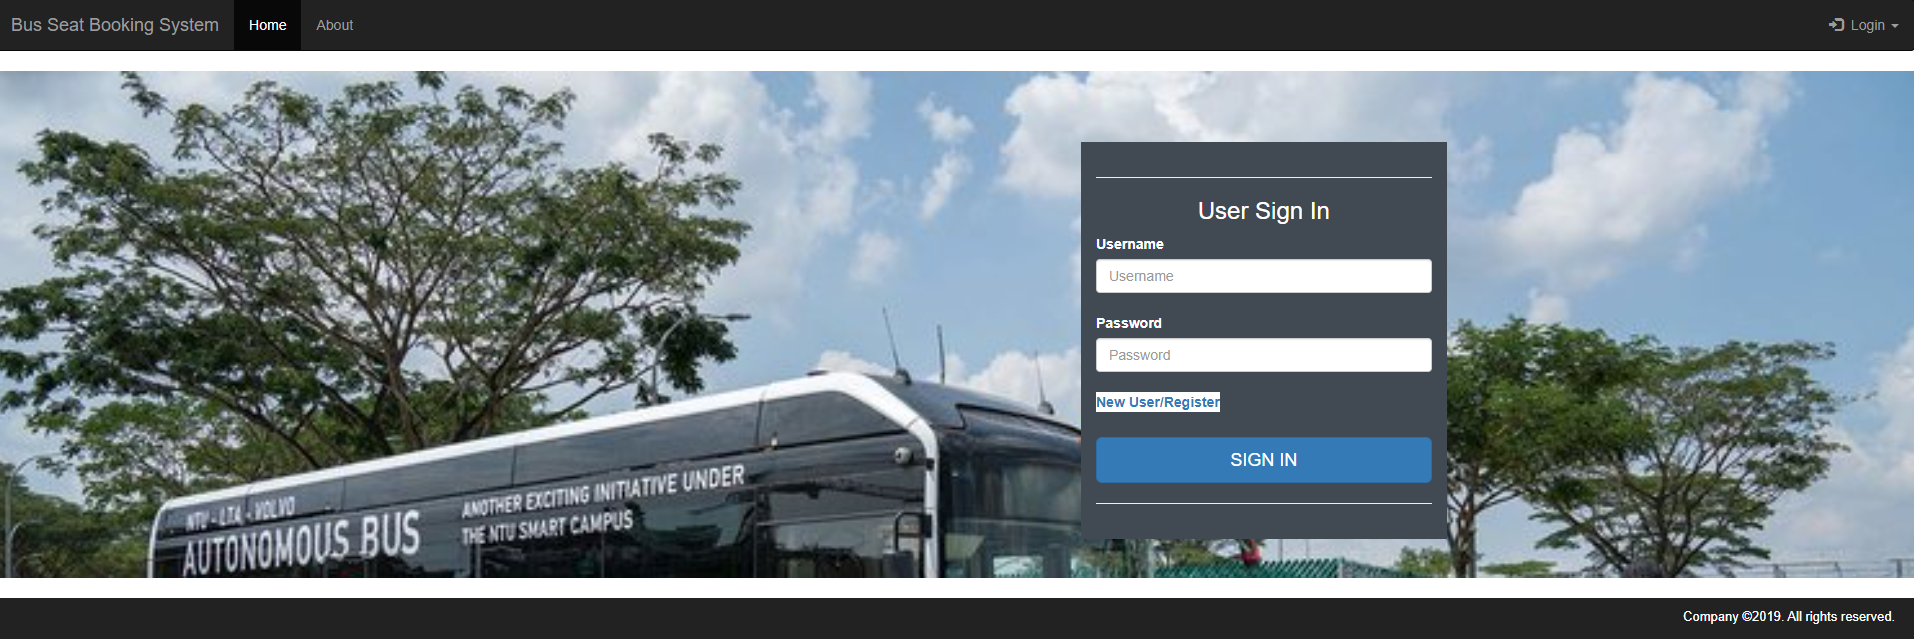 Bus Seat Booking System
Home
About
Login
User Sign In
Username
Username
Password
Password
New User/Register
SIGN IN
NTU - LTA - VOLVO
AUTONOMOUS BUS
ANOTHER EXCITING INITIATIVE UNDER
THE NTU SMART CAMPUS
Company ©2019. All rights reserved.